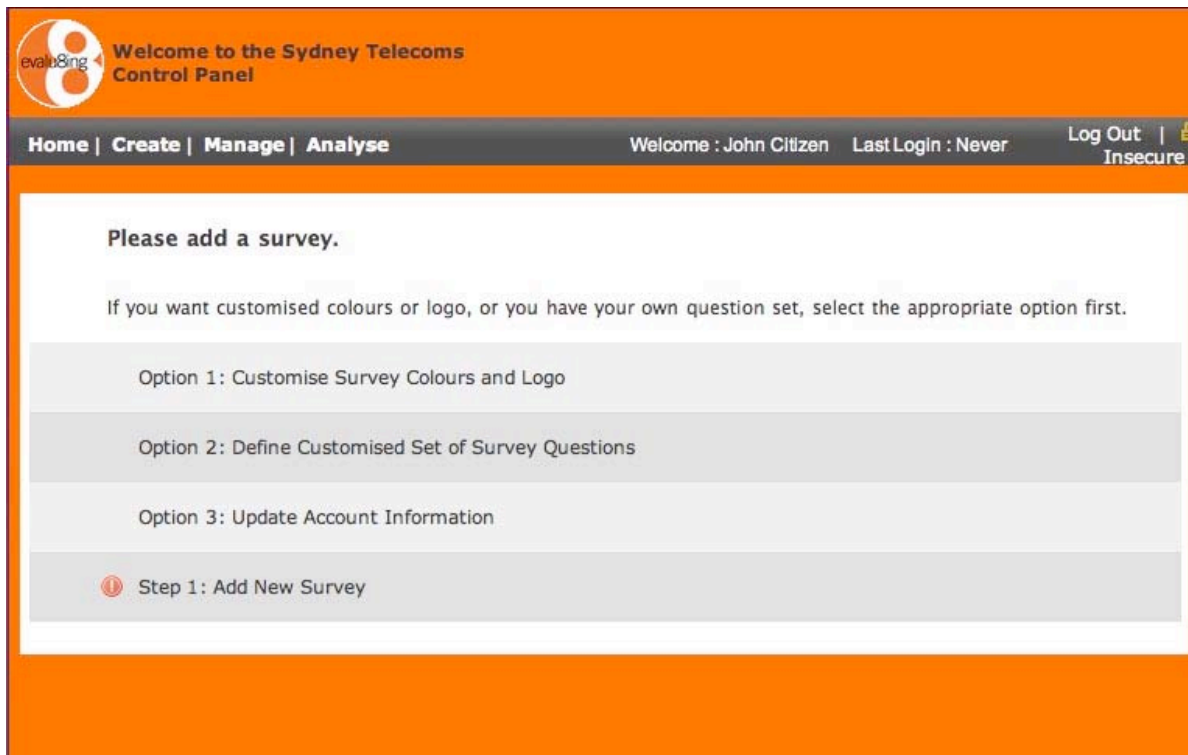 evalu8ing
Welcome to the Sydney Telecoms
Control Panel
Home | Create | Manage | Analyse Welcome : John Citizen Last Login : Never Log Out |
Insecure
Please add a survey.
If you want customised colours or logo, or you have your own question set, select the appropriate option first.
Option 1: Customise Survey Colours and Logo
Option 2: Define Customised Set of Survey Questions
Option 3: Update Account Information
Step 1: Add New Survey